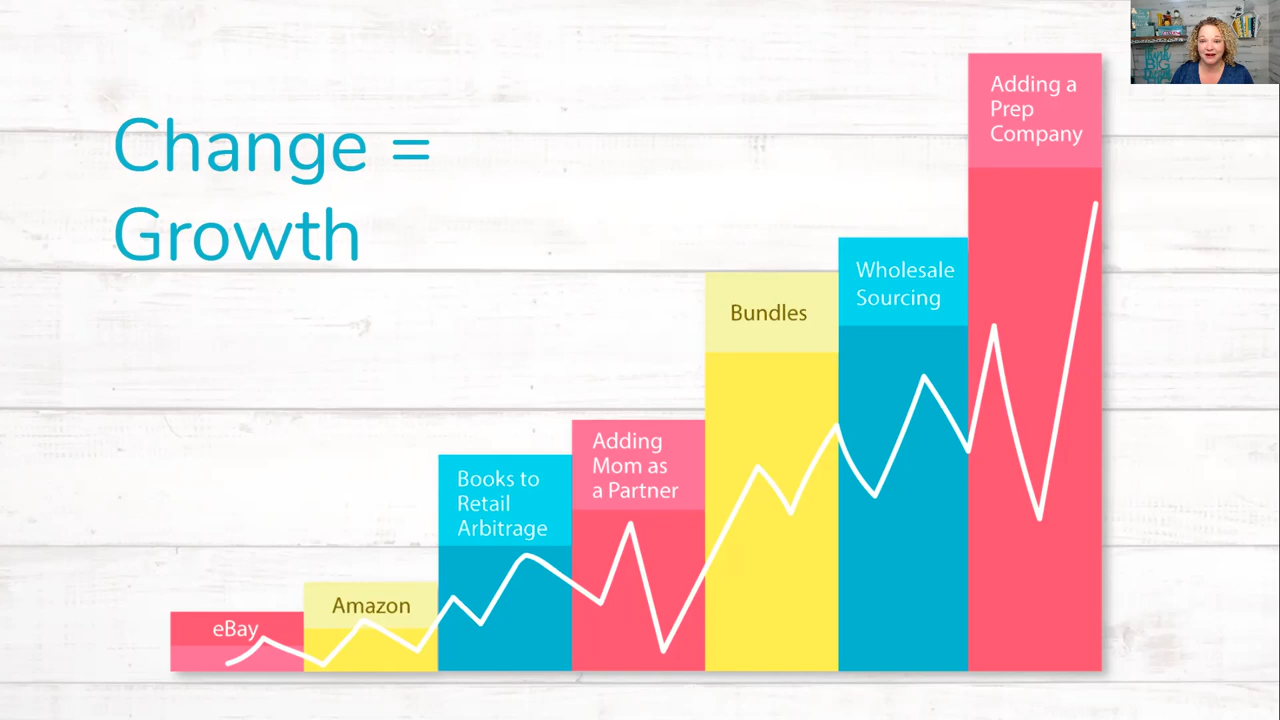 Change =
Growth
eBay
Amazon
Books to
Retail
Arbitrage
Adding
Mom as
a Partner
Bundles
Wholesale
Sourcing
Adding a
Prep
Company